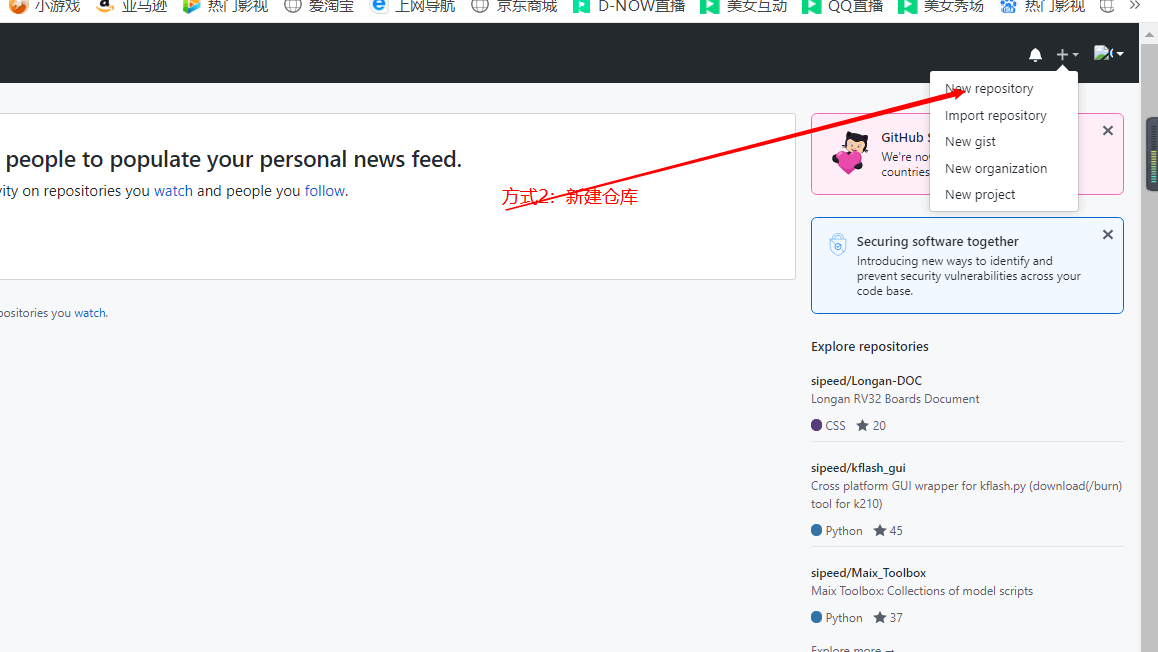 小游戏 亚马逊 热门影视 爱淘宝 上网导航 京东商城 D-NOW直播 美女互动 QQ直播 美女秀场 热门影视
New repository
Import repository
New gist
New organization
New project
people to populate your personal news feed.
vity on repositories you watch and people you follow.
方式2：新建仓库
positories you watch.
GitHub S
We're now
countries
Securing software together
Introducing new ways to identify and
prevent security vulnerabilities across your
code base.
Explore repositories
sipeed/Longan-DOC
Longan RV32 Boards Document
CSS 20
sipeed/kflash_gui
Cross platform GUI wrapper for kflash.py (download(/burn)
tool for k210)
Python 45
sipeed/Maix_Toolbox
Maix Toolbox: Collections of model scripts
Python 37
Explore more →